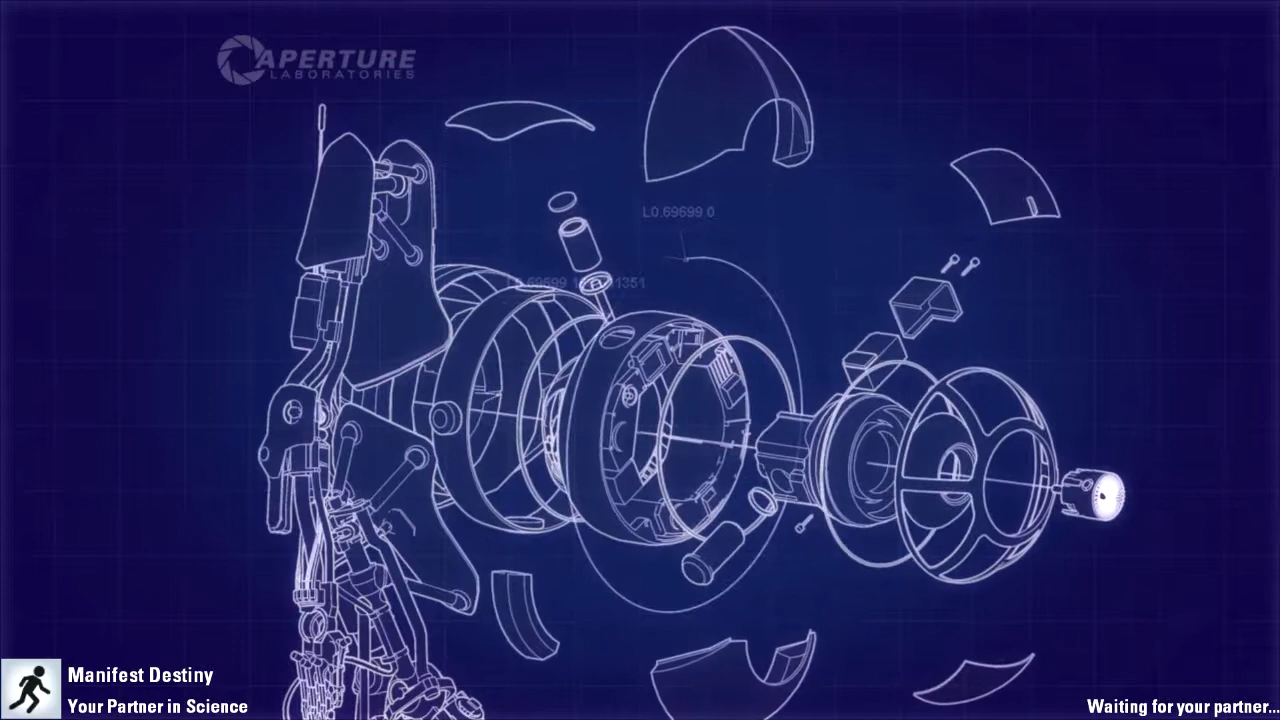 APERTURE
LABORATORIES
L0.69699 0
Manifest Destiny
Your Partner in Science
Waiting for your partner...